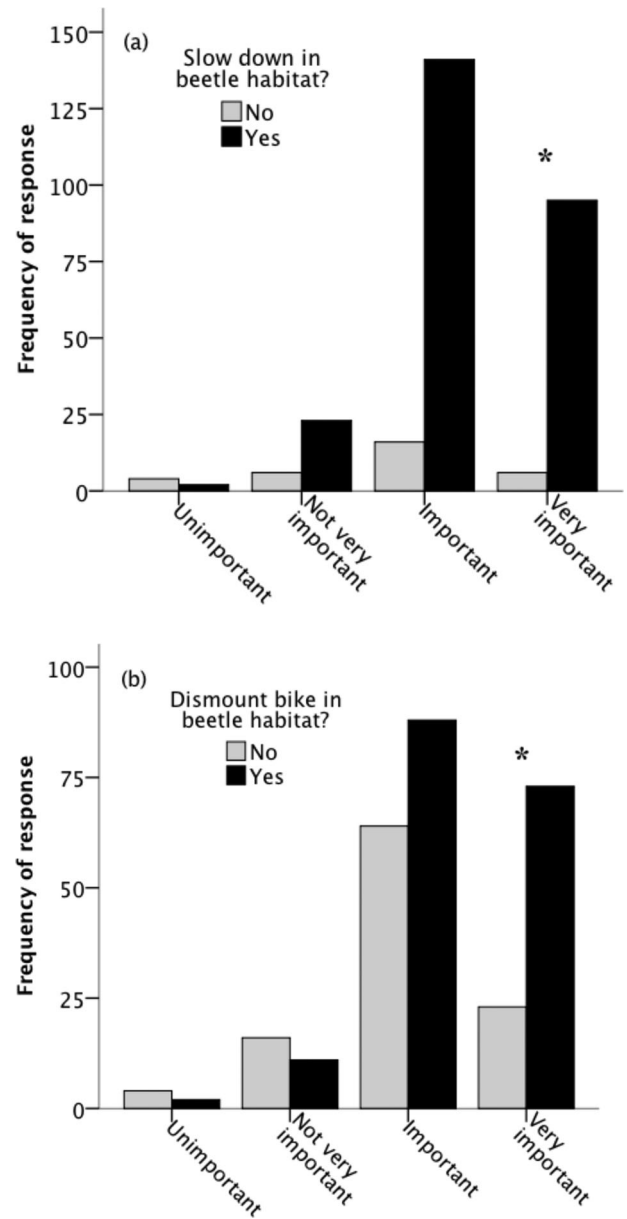 (a)
Slow down in
beetle habitat?
No
Yes
Frequency of response
150
125
100
75
50
25
0
*
Unimportant
Not very
important
Important
Very
important
(b)
Dismount bike in
beetle habitat?
No
Yes
Frequency of response
100
75
50
25
0
*
Unimportant
Not very
important
Important
Very
important